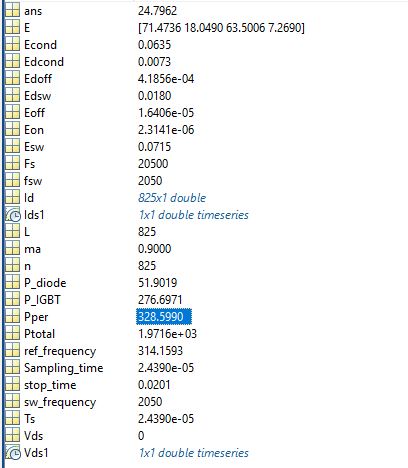 ans 24.7962
E [71.4736 18.0490 63.5006 7.2690]
Econd 0.0635
Edcond 0.0073
Edoff 4.1856e-04
Edsw 0.0180
Eoff 1.6406e-05
Eon 2.3141e-06
Esw 0.0715
Fs 20500
fsw 2050
Id 825x1 double
Ids1 1x1 double timeseries
L 825
ma 0.9000
n 825
P_diode 51.9019
P_IGBT 276.6971
Pper 328.5990
Ptotal 1.9716e+03
ref_frequency 314.1593
Sampling_time 2.4390e-05
stop_time 0.0201
sw_frequency 2050
Ts 2.4390e-05
Vds 0
Vds1 1x1 double timeseries